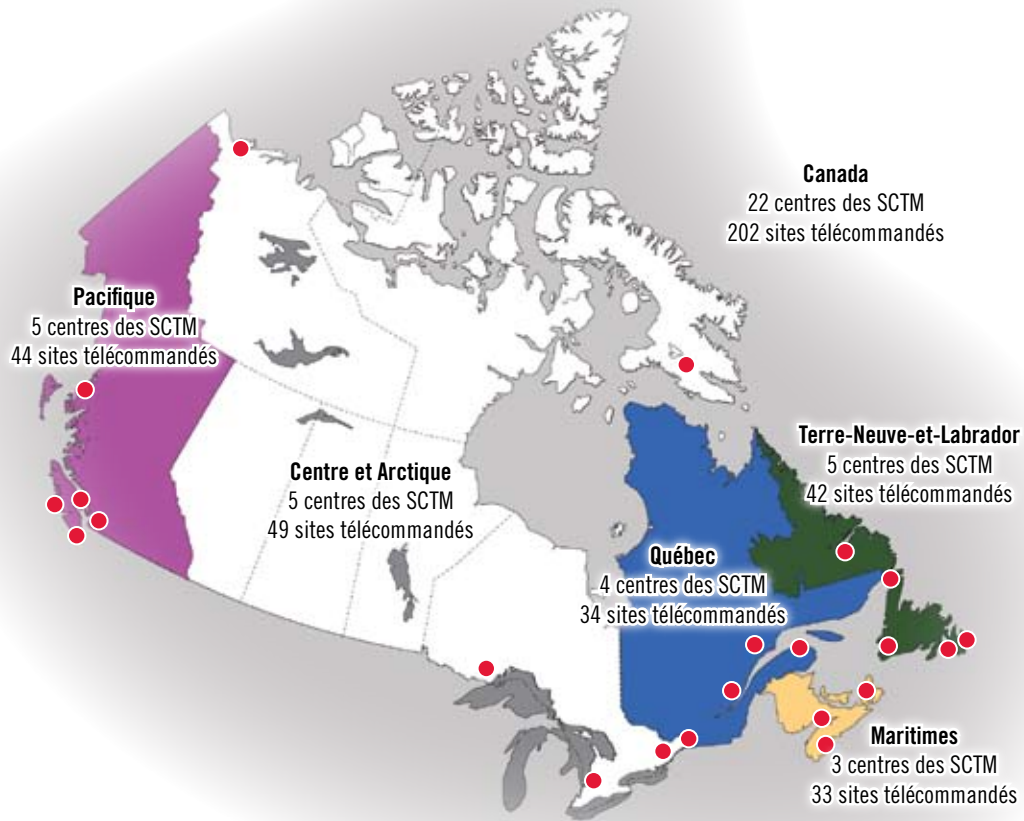 Canada
22 centres des SCTM
202 sites télécommandés
Pacifique
5 centres des SCTM
44 sites télécommandés
Terre-Neuve-et-Labrador
5 centres des SCTM
42 sites télécommandés
Centre et Arctique
5 centres des SCTM
49 sites télécommandés
Québec
4 centres des SCTM
34 sites télécommandés
Maritimes
3 centres des SCTM
33 sites télécommandés